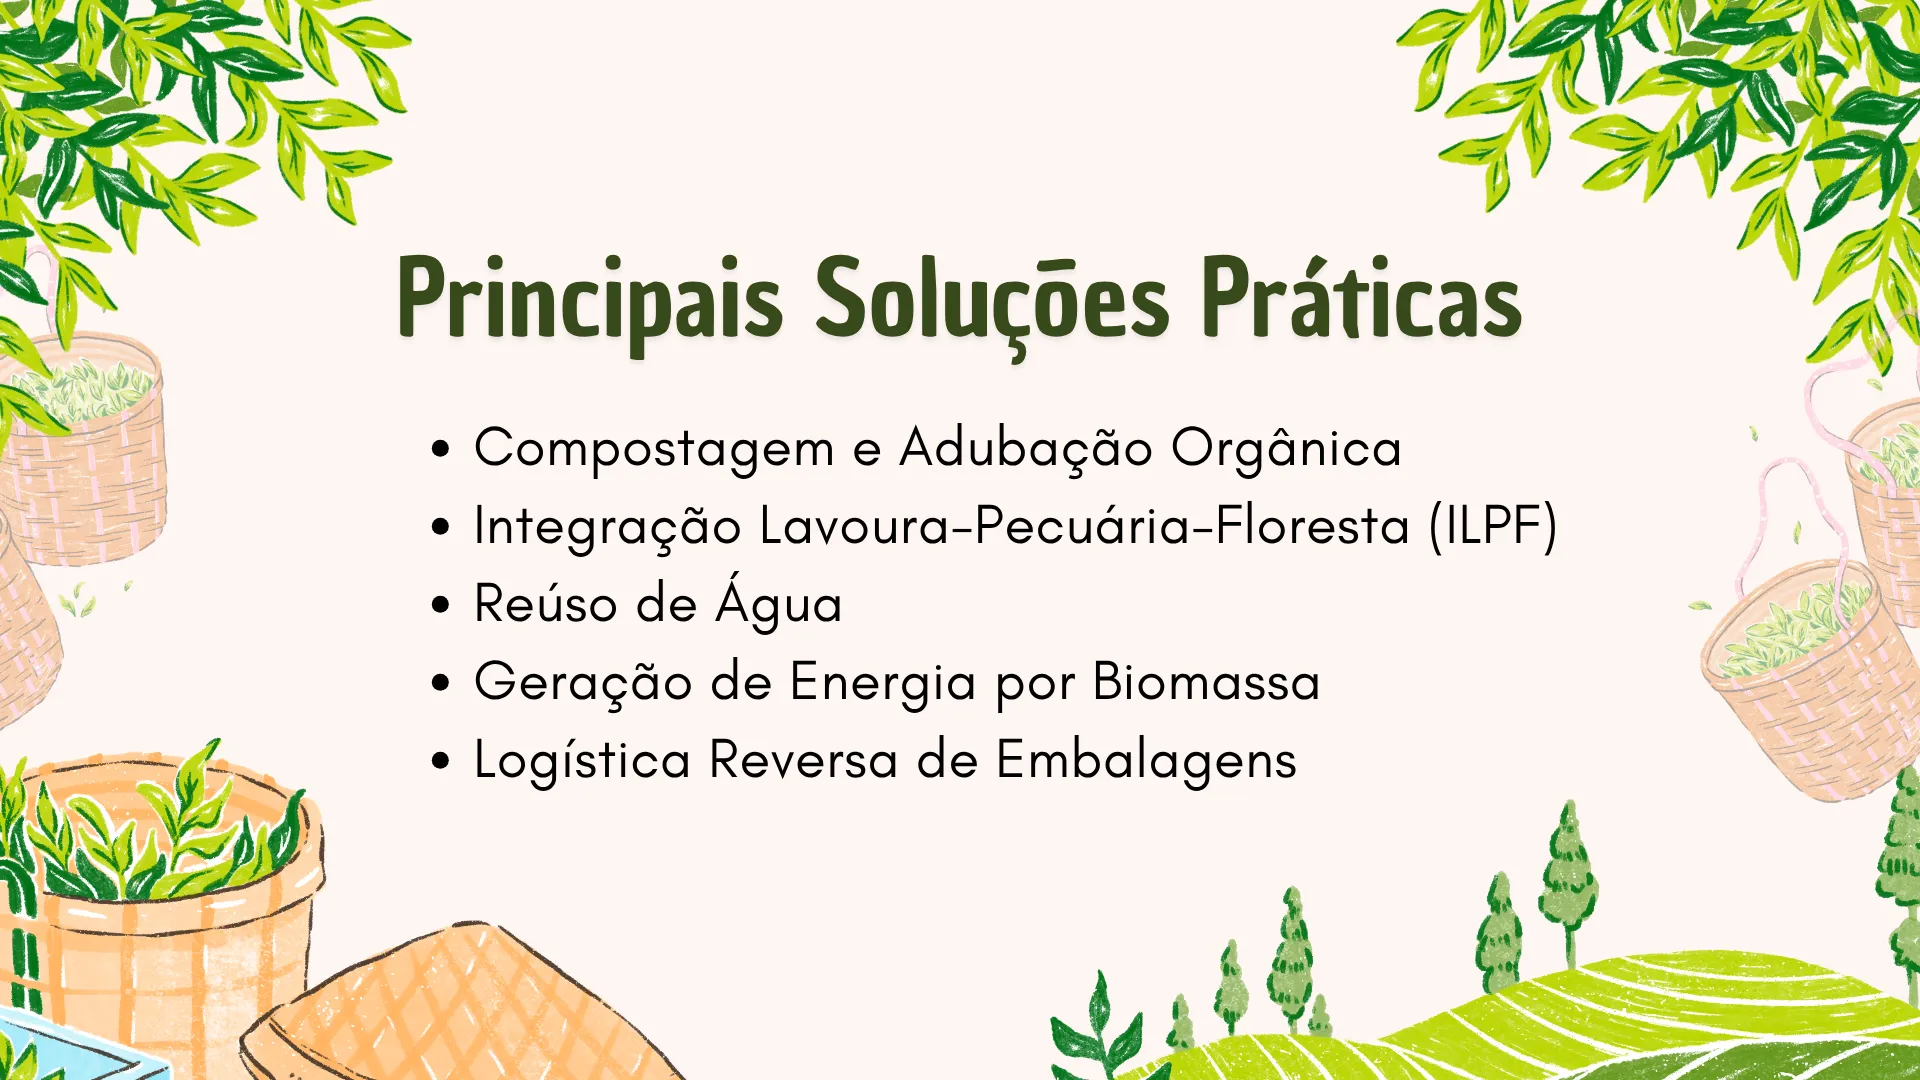 Principais Soluções Práticas
• Compostagem e Adubação Orgânica
• Integração Lavoura-Pecuária-Floresta (ILPF)
• Reúso de Água
• Geração de Energia por Biomassa
• Logística Reversa de Embalagens